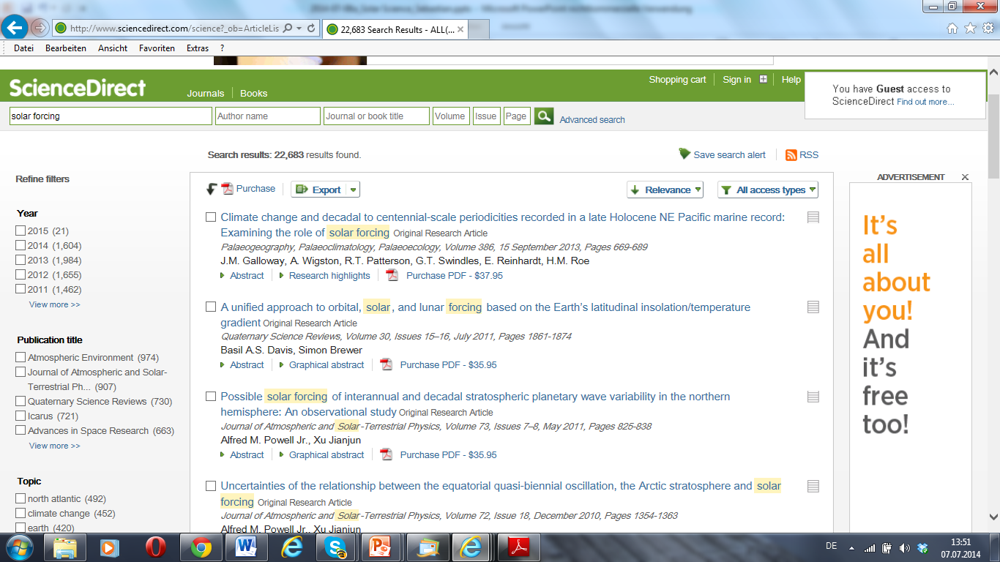 http://www.sciencedirect.com/science?_ob=ArticleLis
22,683 Search Results - ALL(...
Datei Bearbeiten Ansicht Favoriten Extras ?
ScienceDirect
Journals Books
Shopping cart Sign in Help
You have Guest access to
ScienceDirect Find out more...
solar forcing Author name Journal or book title Volume Issue Page Advanced search
Search results: 22,683 results found.
Save search alert RSS
Refine filters
Year
2015 (21)
2014 (1,604)
2013 (1,984)
2012 (1,655)
2011 (1,462)
View more >>
Publication title
Atmospheric Environment (974)
Journal of Atmospheric and Solar-
Terrestrial Ph... (907)
Quaternary Science Reviews (730)
Icarus (721)
Advances in Space Research (663)
View more >>
Topic
north atlantic (492)
climate change (452)
earth (420)
Purchase Export Relevance All access types
Climate change and decadal to centennial-scale periodicities recorded in a late Holocene NE Pacific marine record:
Examining the role of solar forcing Original Research Article
Palaeogeography, Palaeoclimatology, Palaeoecology, Volume 386, 15 September 2013, Pages 669-689
J.M. Galloway, A. Wigston, R.T. Patterson, G.T. Swindles, E. Reinhardt, H.M. Roe
Abstract Research highlights Purchase PDF - $37.95
A unified approach to orbital, solar, and lunar forcing based on the Earth's latitudinal insolation/temperature
gradient Original Research Article
Quaternary Science Reviews, Volume 30, Issues 15–16, July 2011, Pages 1861-1874
Basil A.S. Davis, Simon Brewer
Abstract Graphical abstract Purchase PDF - $35.95
Possible solar forcing of interannual and decadal stratospheric planetary wave variability in the northern
hemisphere: An observational study Original Research Article
Journal of Atmospheric and Solar-Terrestrial Physics, Volume 73, Issues 7–8, May 2011, Pages 825-838
Alfred M. Powell Jr., Xu Jianjun
Abstract Graphical abstract Purchase PDF - $35.95
Uncertainties of the relationship between the equatorial quasi-biennial oscillation, the Arctic stratosphere and solar
forcing Original Research Article
Journal of Atmospheric and Solar-Terrestrial Physics, Volume 72, Issue 18, December 2010, Pages 1354-1363
Alfred M. Powell Jr., Xu Jianjun
ADVERTISEMENT
It's
all
about
you!
And
it's
free
too!
DE
13:51
07.07.2014